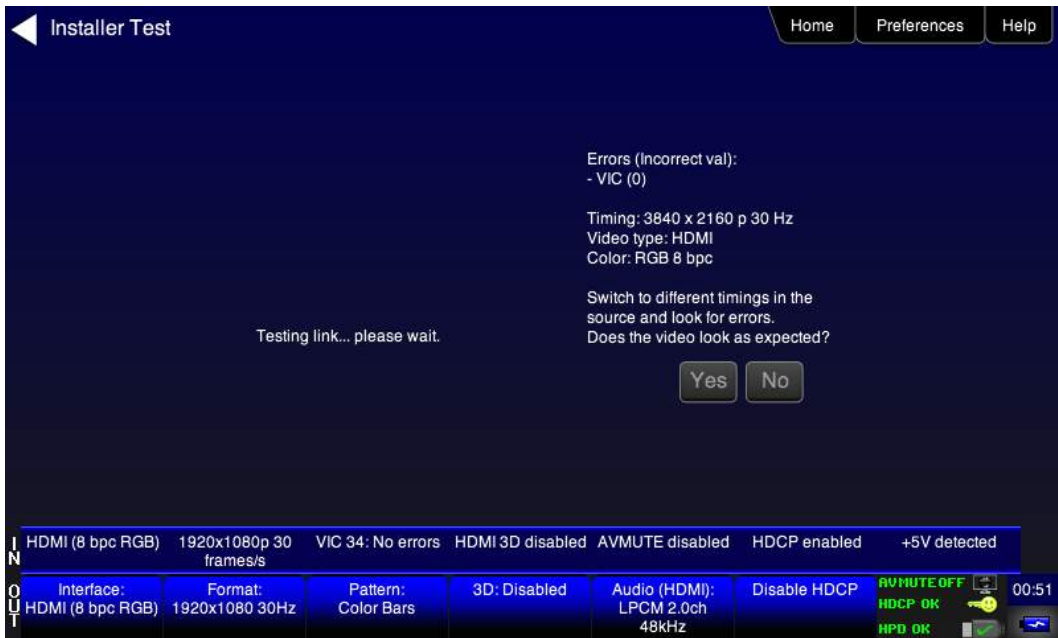 Installer Test
Home
Preferences
Help
Errors (Incorrect val):
- VIC (0)
Timing: 3840 x 2160 p 30 Hz
Video type: HDMI
Color: RGB 8 bpc
Switch to different timings in the
source and look for errors.
Does the video look as expected?
Testing link... please wait.
Yes
No
IN
HDMI (8 bpc RGB)
1920x1080p 30
frames/s
VIC 34: No errors
HDMI 3D disabled
AVMUTE disabled
HDCP enabled
+5V detected
OUT
Interface:
HDMI (8 bpc RGB)
Format:
1920x1080 30Hz
Pattern:
Color Bars
3D: Disabled
Audio (HDMI):
LPCM 2.0ch
48kHz
Disable HDCP
AVMUTE OFF
HDCP OK
HPD OK
00:51